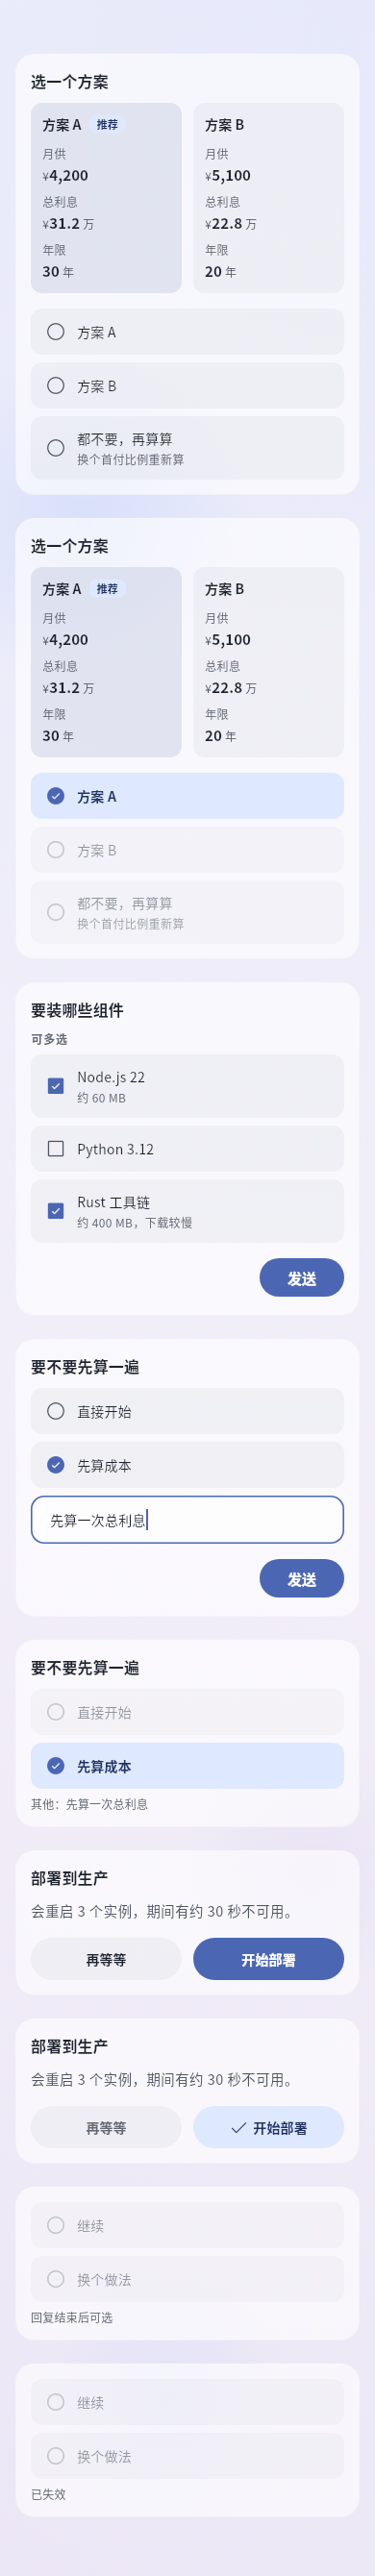 选一个方案
方案 A 推荐
月供
¥4,200
总利息
¥31.2 万
年限
30 年
方案 B
月供
¥5,100
总利息
¥22.8 万
年限
20 年
方案 A
方案 B
都不要，再算算
换个首付比例重新算
选一个方案
方案 A 推荐
月供
¥4,200
总利息
¥31.2 万
年限
30 年
方案 B
月供
¥5,100
总利息
¥22.8 万
年限
20 年
方案 A
方案 B
都不要，再算算
换个首付比例重新算
要装哪些组件
可多选
Node.js 22
约 60 MB
Python 3.12
Rust 工具链
约 400 MB，下载较慢
发送
要不要先算一遍
直接开始
先算成本
先算一次总利息
发送
要不要先算一遍
直接开始
先算成本
其他：先算一次总利息
部署到生产
会重启 3 个实例，期间有约 30 秒不可用。
再等等
开始部署
部署到生产
会重启 3 个实例，期间有约 30 秒不可用。
再等等
开始部署
继续
换个做法
回复结束后可选
继续
换个做法
已失效